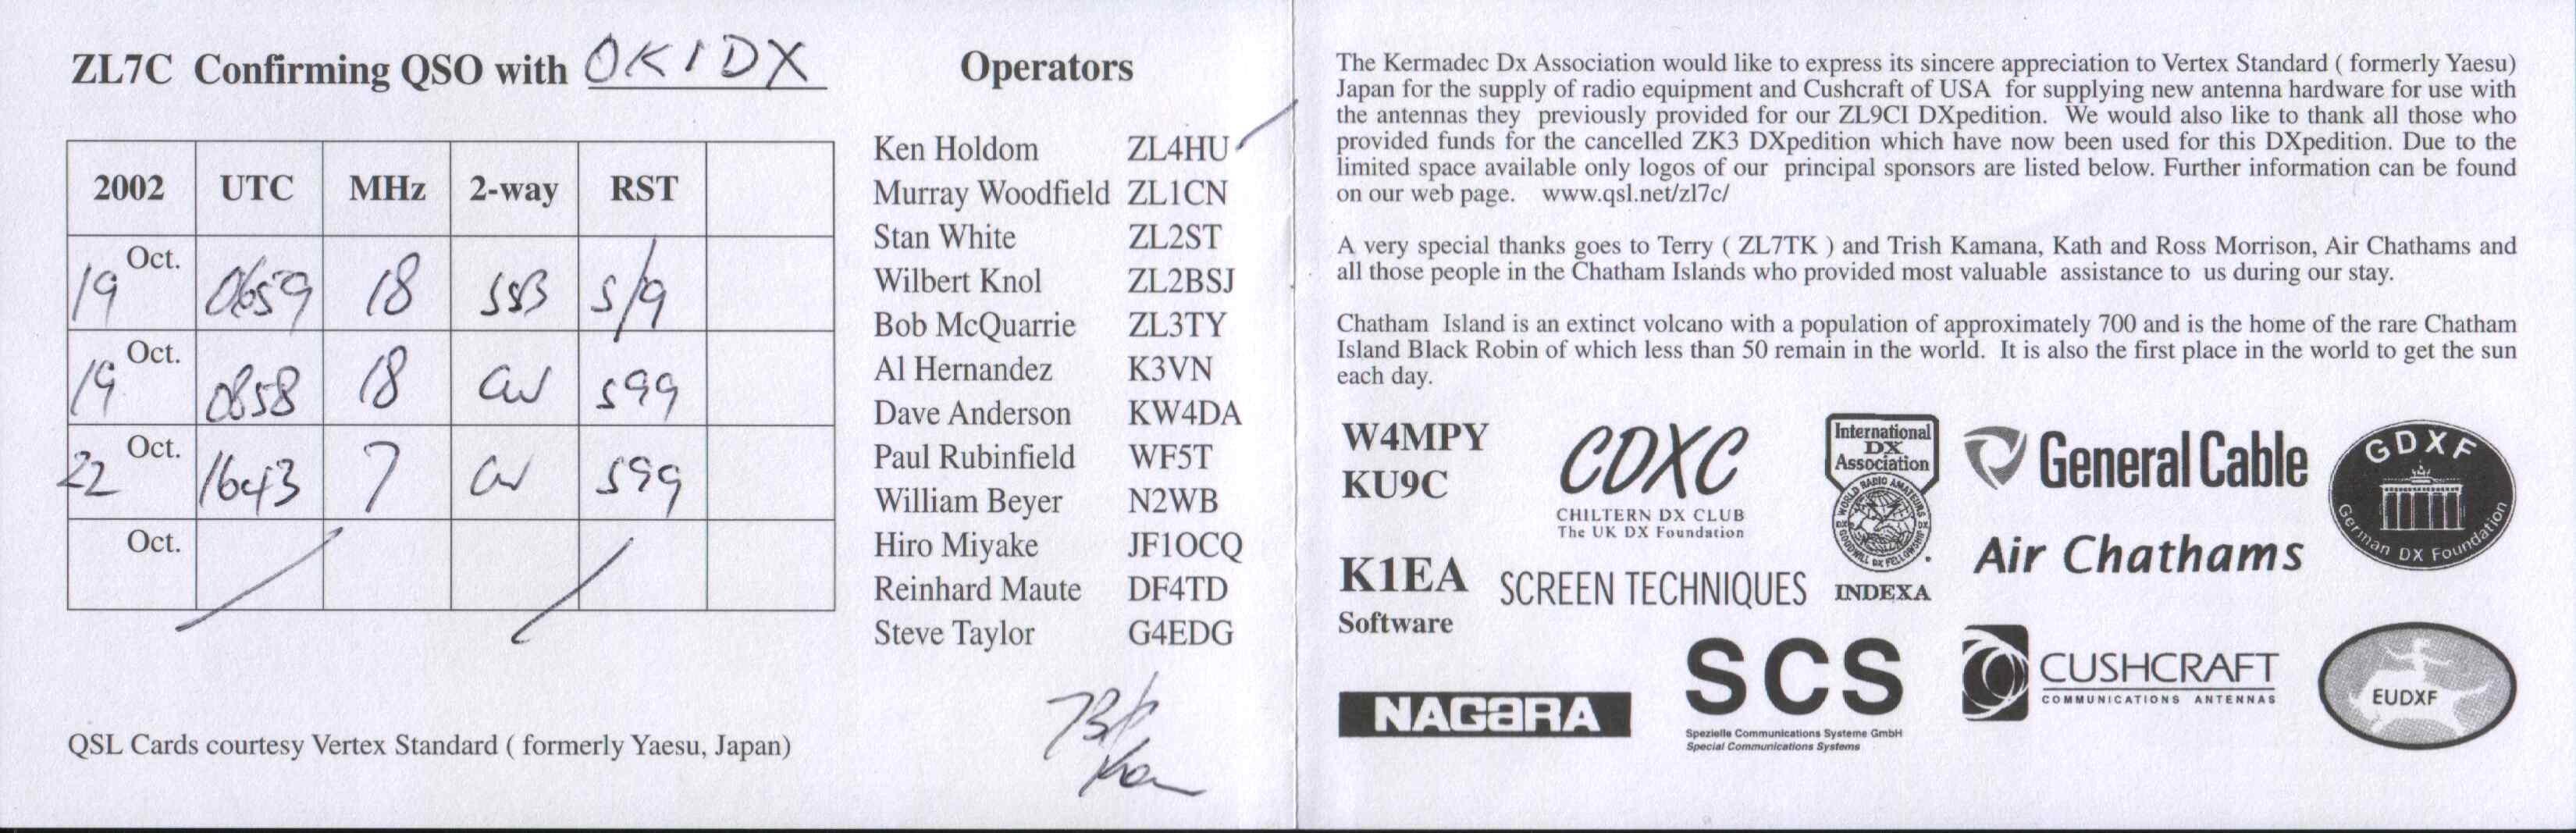 ZL7C Confirming QSO with OK1DX
2002 UTC MHz 2-way RST
19 Oct. 0659 18 SSB 5/9
19 Oct. 0858 18 CW 599
22 Oct. 1643 7 CW 599
Oct.
QSL Cards courtesy Vertex Standard ( formerly Yaesu, Japan)
Operators
Ken Holdom ZL4HU
Murray Woodfield ZL1CN
Stan White ZL2ST
Wilbert Knol ZL2BSJ
Bob McQuarrie ZL3TY
Al Hernandez K3VN
Dave Anderson KW4DA
Paul Rubinfield WF5T
William Beyer N2WB
Hiro Miyake JF1OCQ
Reinhard Maute DF4TD
Steve Taylor G4EDG
73/
Ken
The Kermadec Dx Association would like to express its sincere appreciation to Vertex Standard ( formerly Yaesu)
Japan for the supply of radio equipment and Cushcraft of USA for supplying new antenna hardware for use with
the antennas they previously provided for our ZL9CI DXpedition. We would also like to thank all those who
provided funds for the cancelled ZK3 DXpedition which have now been used for this DXpedition. Due to the
limited space available only logos of our principal sponsors are listed below. Further information can be found
on our web page. www.qsl.net/zl7c/
A very special thanks goes to Terry ( ZL7TK ) and Trish Kamana, Kath and Ross Morrison, Air Chathams and
all those people in the Chatham Islands who provided most valuable assistance to us during our stay.
Chatham Island is an extinct volcano with a population of approximately 700 and is the home of the rare Chatham
Island Black Robin of which less than 50 remain in the world. It is also the first place in the world to get the sun
each day.
W4MPY
KU9C
K1EA
Software
CDXC
CHILTERN DX CLUB
The UK DX Foundation
SCREEN TECHNIQUES
International
DX
Association
WORLD RADIO AMATEURS
DX GOODWILL DX FELLOWSHIP DX
INDEXA
General Cable
Air Chathams
GDXF
German DX Foundation
NAGARA
SCS
Spezielle Communications Systeme GmbH
Special Communications Systems
CUSHCRAFT
COMMUNICATIONS ANTENNAS
EUDXF